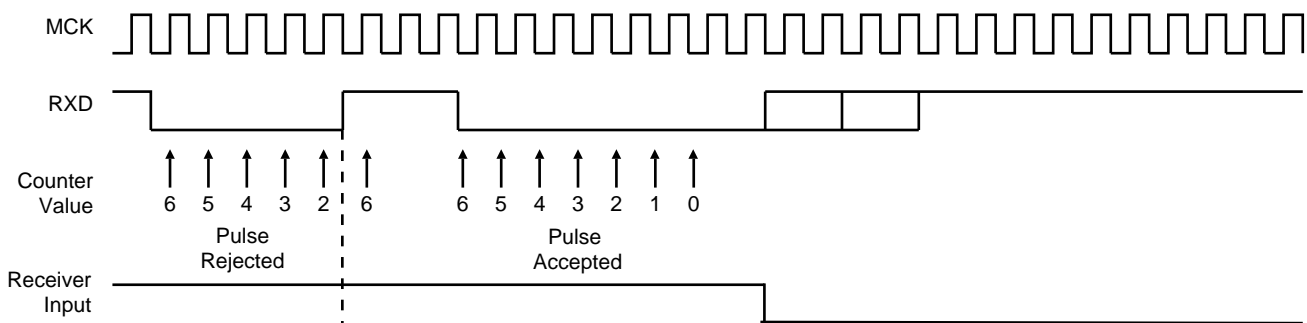 MCK
RXD
Counter
Value
6 5 4 3 2 6 6 5 4 3 2 1 0
Pulse
Rejected
Pulse
Accepted
Receiver
Input